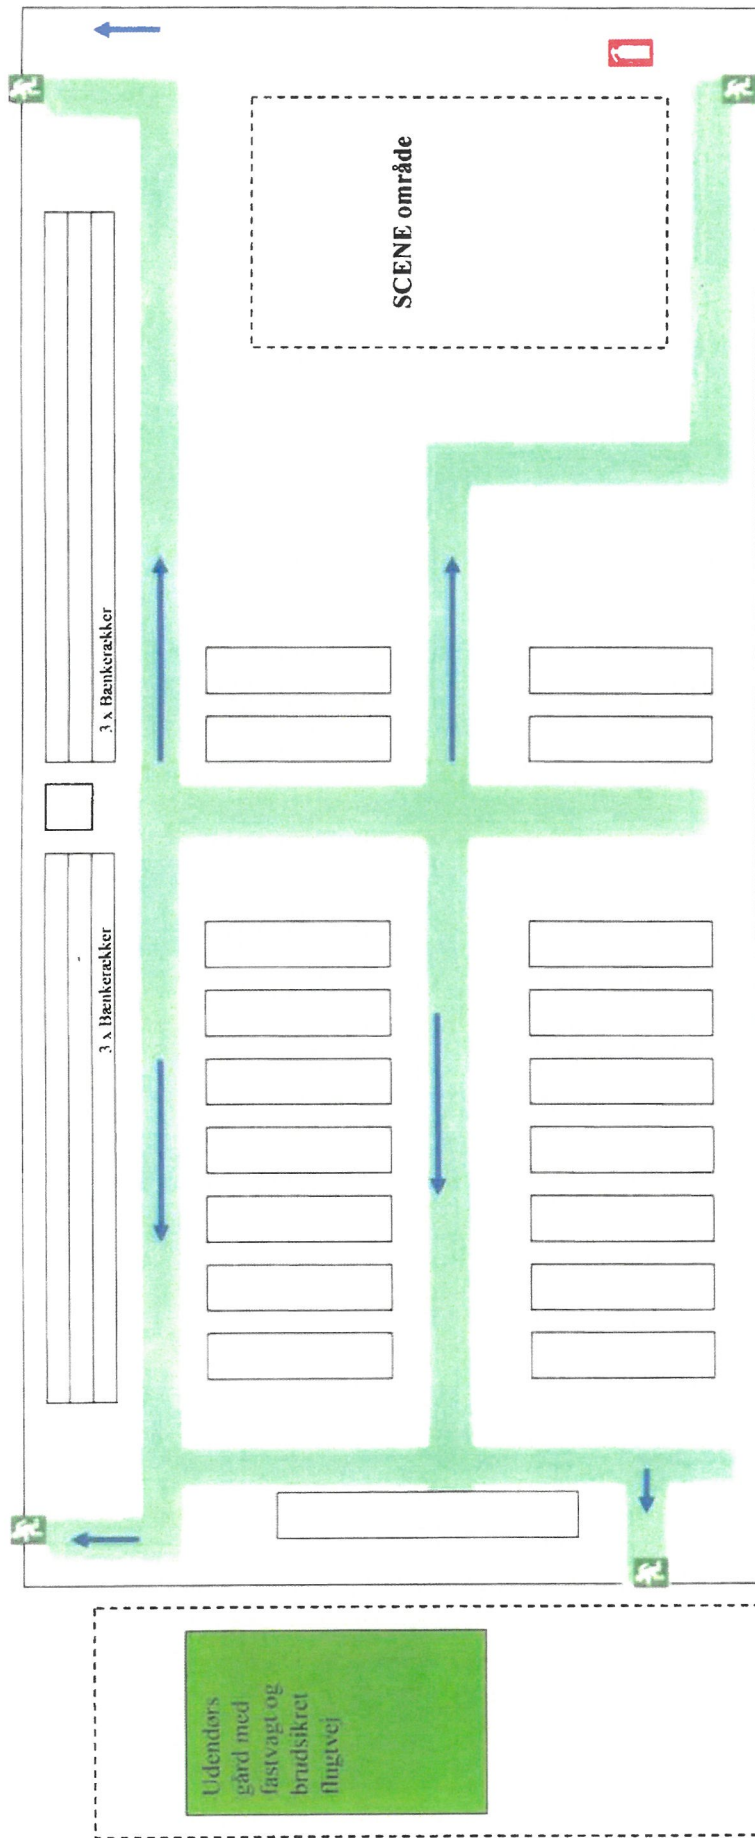 3 x Bænkerækker
3 x Bænkerækker
SCENE område
Udendørs
gård med
fastvagt og
brudsikret
flugtvej